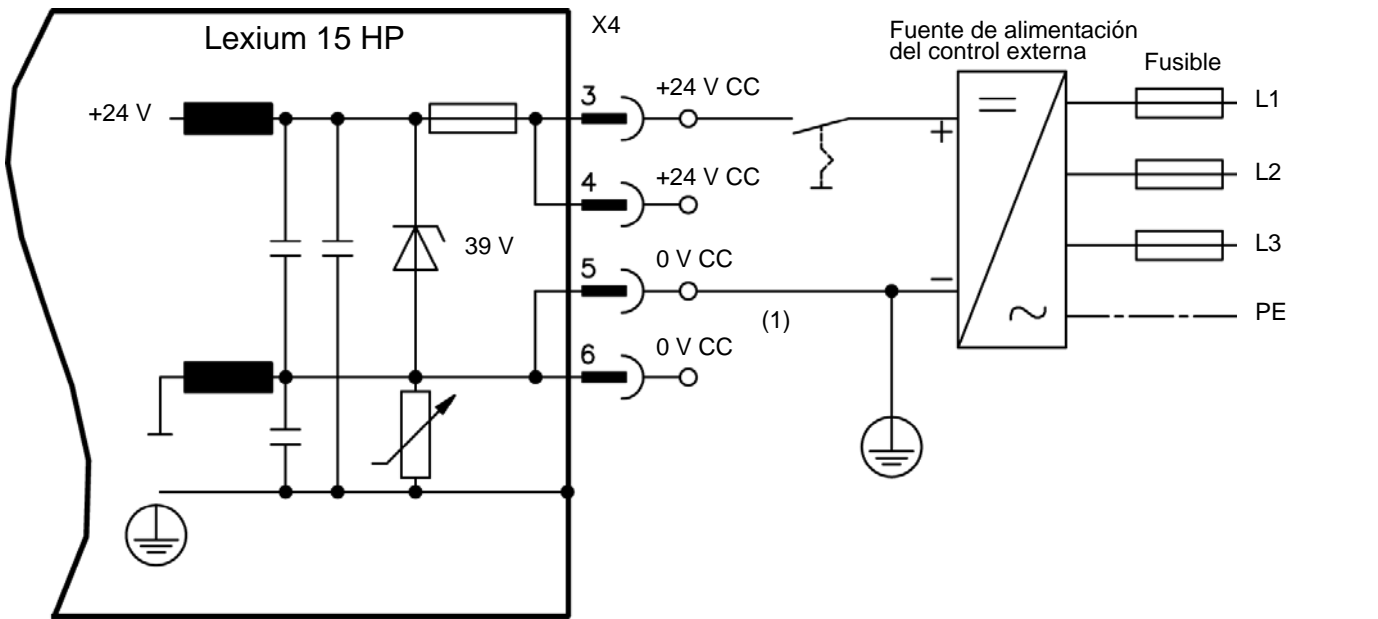 Lexium 15 HP
X4
Fuente de alimentación
del control externa
Fusible
+24 V
3
+24 V CC
+
L1
4
+24 V CC
L2
39 V
5
0 V CC
−
L3
(1)
PE
6
0 V CC